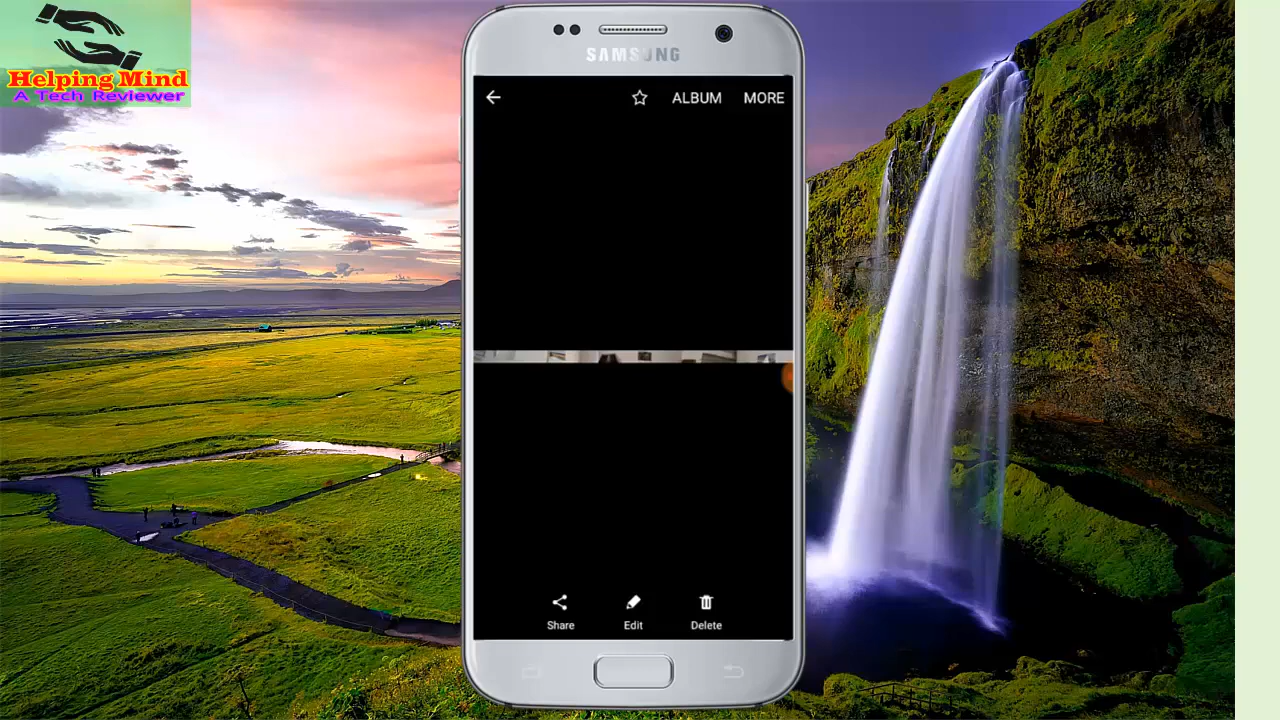 Helping Mind
A Tech Reviewer
SAMSUNG
ALBUM MORE
Share Edit Delete